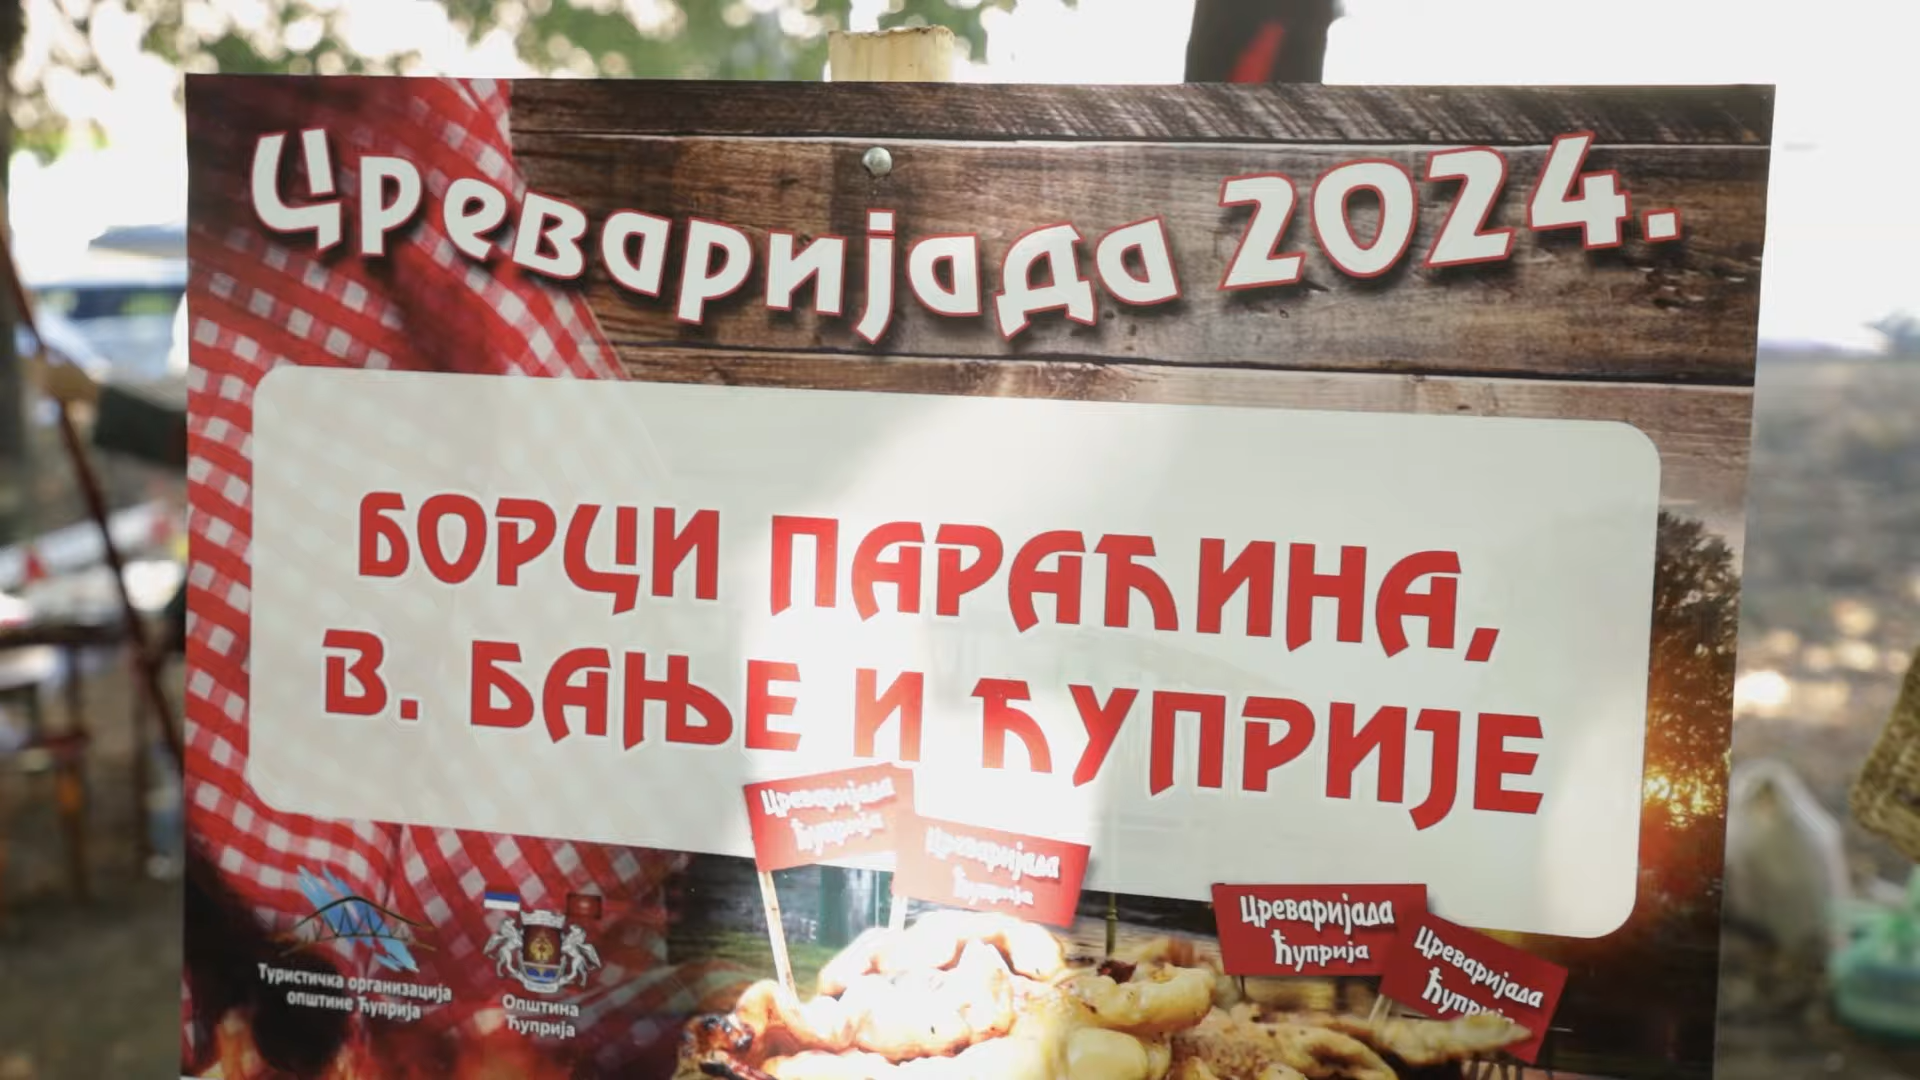 Цреваријада 2024.
БОРЦИ ПАРАЋИНА,
В. БАЊЕ И ЋУПРИЈЕ
Цреваријада
Ћуприја
Цреваријада
Ћуприја
Цреваријада
Ћуприја
Цреваријада
Ћуприја
Туристичка организација
општине Ћуприја
Општина
Ћуприја